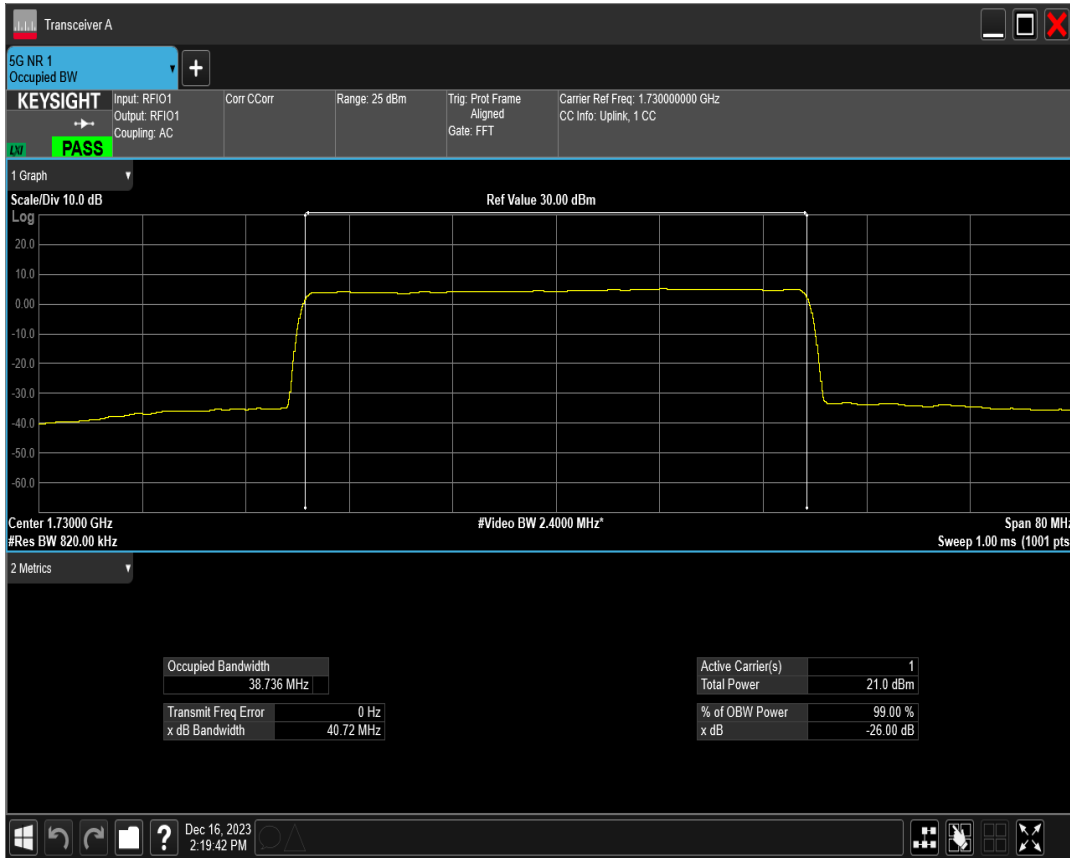 Transceiver A
5G NR 1
Occupied BW
KEYSIGHT
LXI
PASS
Input: RFIO1
Output: RFIO1
Coupling: AC
Corr CCorr
Range: 25 dBm
Trig: Prot Frame
Aligned
Gate: FFT
Carrier Ref Freq: 1.730000000 GHz
CC Info: Uplink, 1 CC
1 Graph
Scale/Div 10.0 dB
Ref Value 30.00 dBm
Log
20.0
10.0
0.00
-10.0
-20.0
-30.0
-40.0
-50.0
-60.0
Center 1.73000 GHz
#Video BW 2.4000 MHz*
Span 80 MHz
#Res BW 820.00 kHz
Sweep 1.00 ms (1001 pts
2 Metrics
Occupied Bandwidth
38.736 MHz
Transmit Freq Error 0 Hz
x dB Bandwidth 40.72 MHz
Active Carrier(s) 1
Total Power 21.0 dBm
% of OBW Power 99.00 %
x dB -26.00 dB
Dec 16, 2023
2:19:42 PM